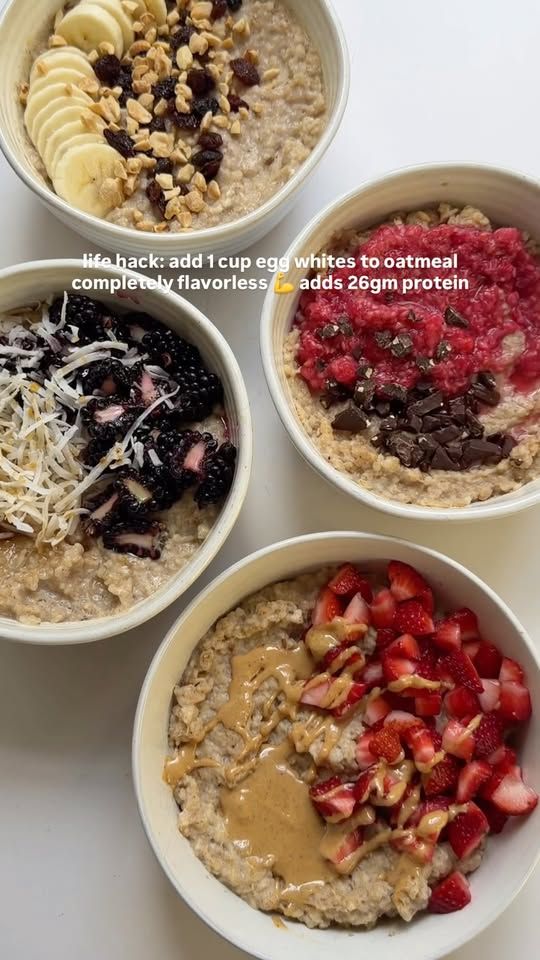 life hack: add 1 cup egg whites to oatmeal
completely flavorless 💪 adds 26gm protein